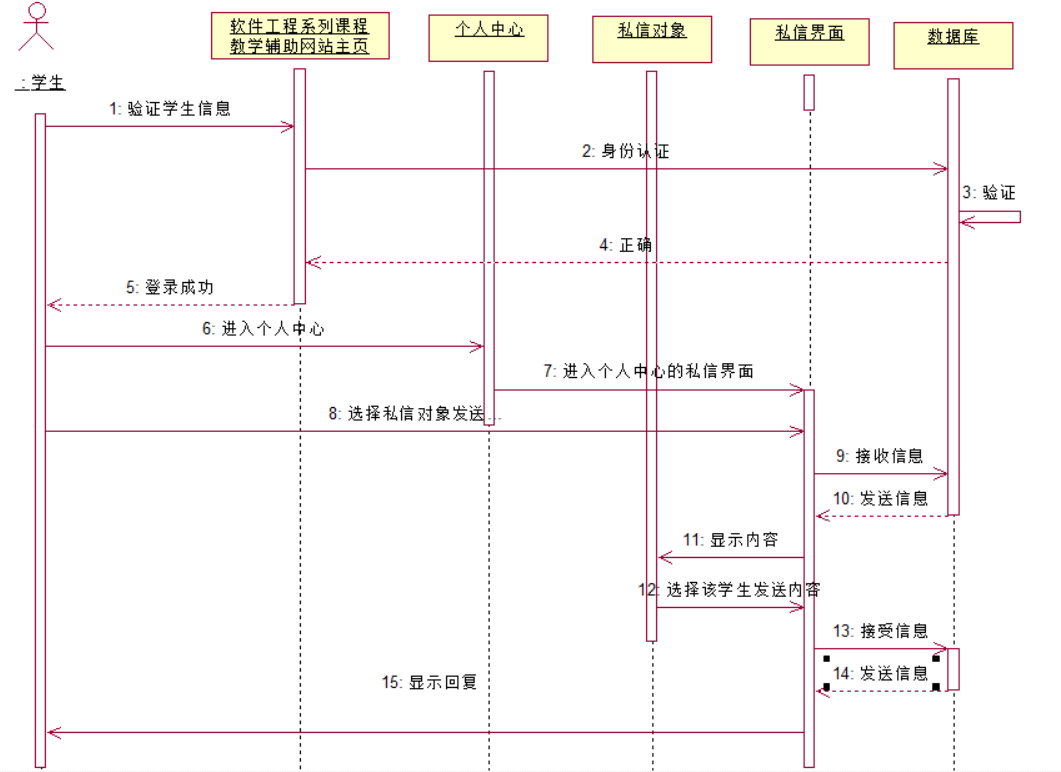 软件工程系列课程
教学辅助网站主页
个人中心
私信对象
私信界面
数据库
: 学生
1: 验证学生信息
2: 身份认证
3: 验证
4: 正确
5: 登录成功
6: 进入个人中心
7: 进入个人中心的私信界面
8: 选择私信对象发送...
9: 接收信息
10: 发送信息
11: 显示内容
12: 选择该学生发送内容
13: 接受信息
14: 发送信息
15: 显示回复